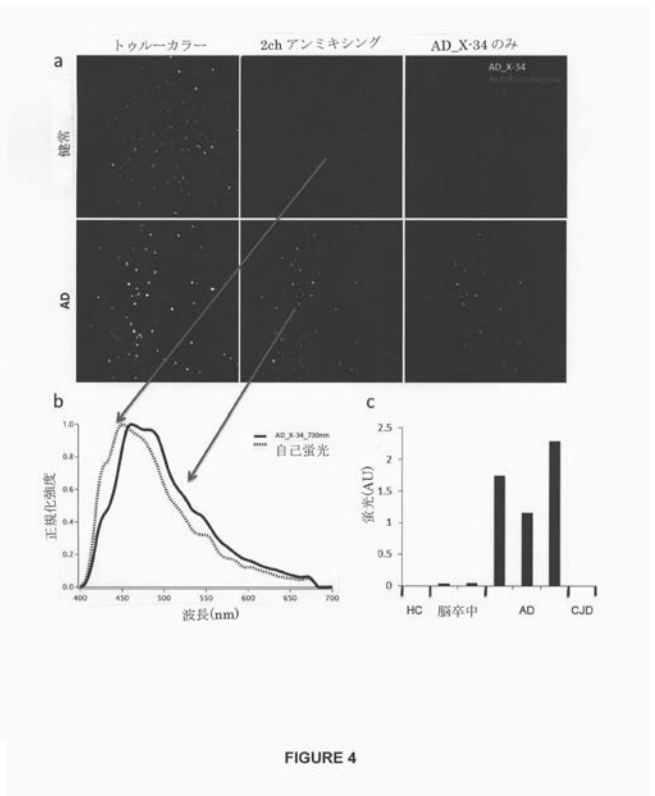 トゥルーカラー 2ch アンミキシング AD_X-34 のみ
a
AD_X-34
Autofluorescence
健常
AD
b
1.0
0.8
0.6
0.4
0.2
0.0
正規化強度
AD_X-34_730nm
自己蛍光
400 450 500 550 600 650 700
波長(nm)
c
2.5
2
1.5
1
0.5
0
蛍光(AU)
HC 脳卒中 AD CJD
FIGURE 4